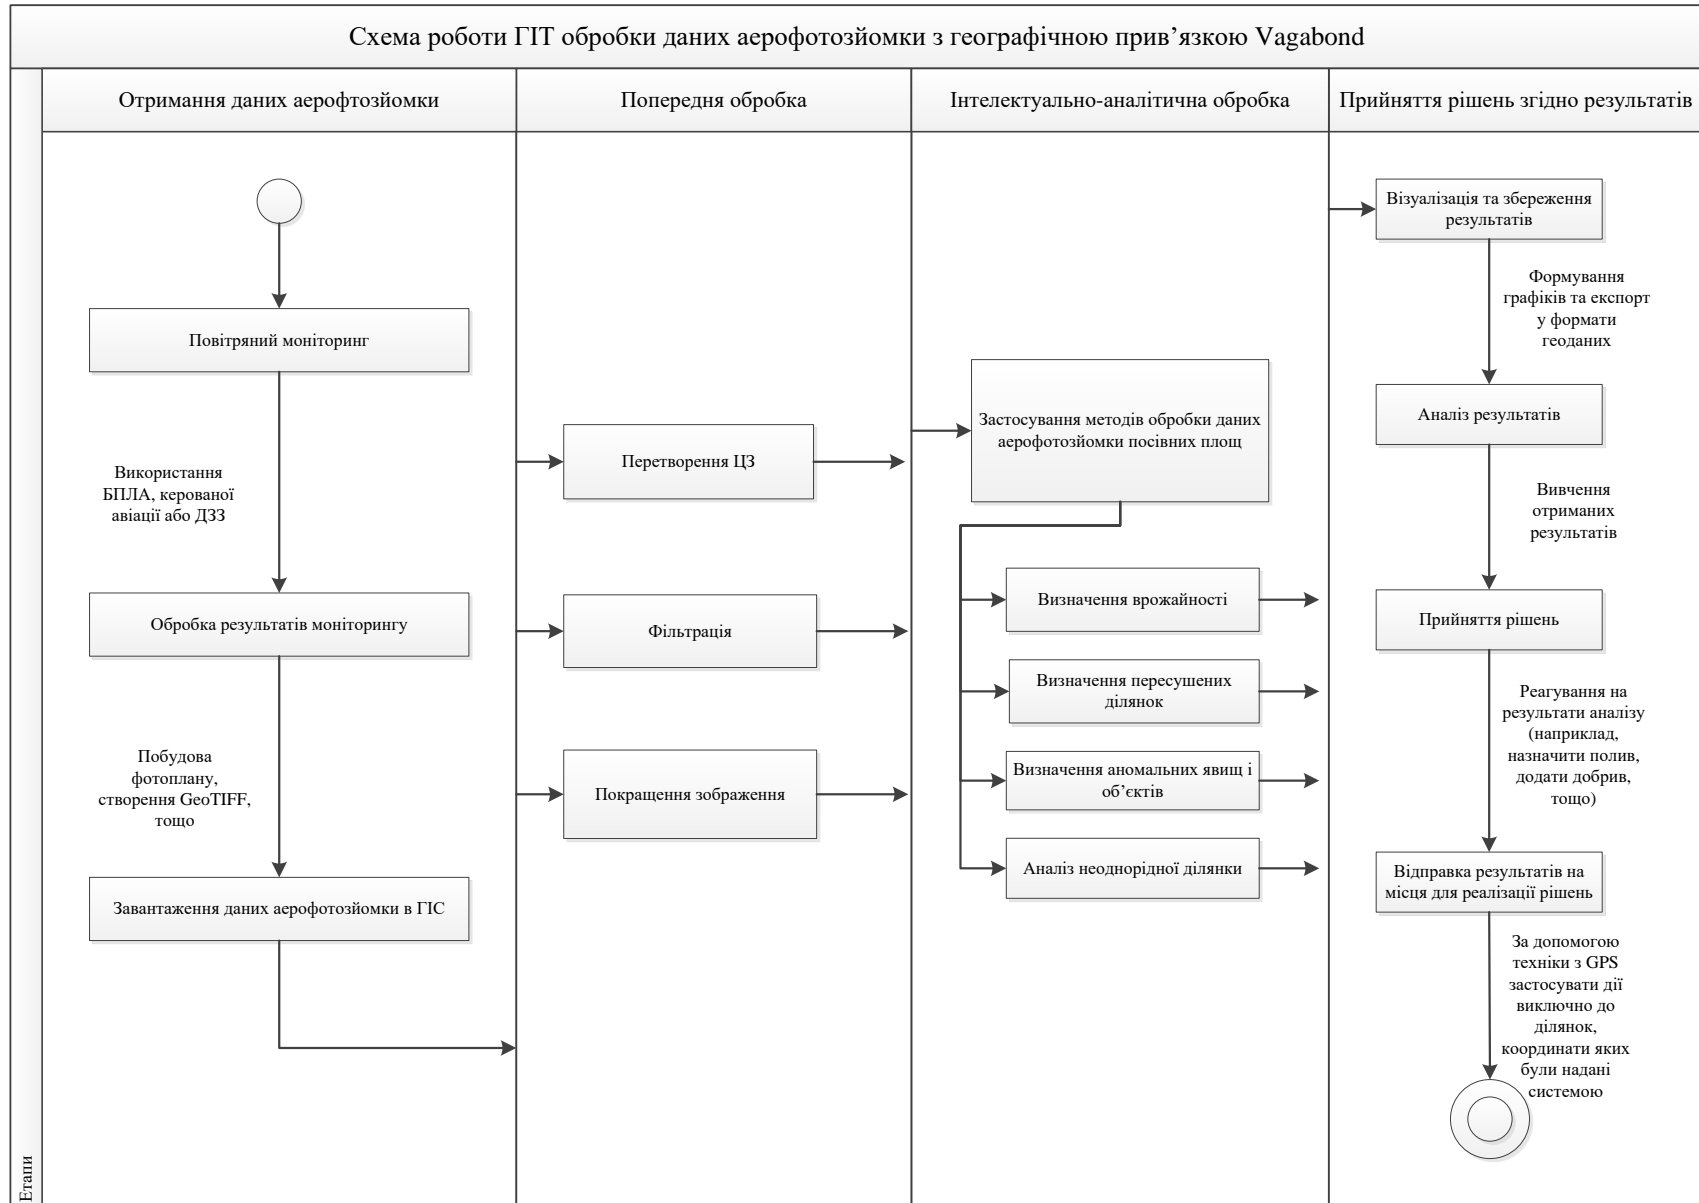 Схема роботи ГІТ обробки даних аерофотозйомки з географічною прив’язкою Vagabond
Отримання даних аерофтозйомки
Попередня обробка
Інтелектуально-аналітична обробка
Прийняття рішень згідно результатів
Повітряний моніторинг
Використання
БПЛА, керованої
авіації або ДЗЗ
Обробка результатів моніторингу
Побудова
фотоплану,
створення GeoTIFF,
тощо
Завантаження даних аерофотозйомки в ГІС
Перетворення ЦЗ
Фільтрація
Покращення зображення
Застосування методів обробки даних
аерофотозйомки посівних площ
Визначення врожайності
Визначення пересушених
ділянок
Визначення аномальних явищ і
об’єктів
Аналіз неоднорідної ділянки
Візуалізація та збереження
результатів
Формування
графіків та експорт
у формати
геоданих
Аналіз результатів
Вивчення
отриманих
результатів
Прийняття рішень
Реагування на
результати аналізу
(наприклад,
назначити полив,
додати добрив,
тощо)
Відправка результатів на
місця для реалізації рішень
За допомогою
техніки з GPS
застосувати дії
виключно до
ділянок,
координати яких
були надані
системою
Етапи